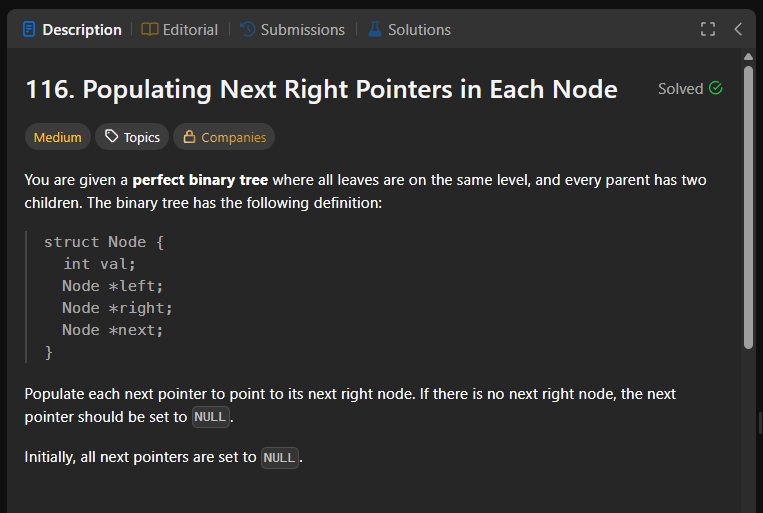 Description Editorial Submissions Solutions
116. Populating Next Right Pointers in Each Node Solved
Medium Topics Companies
You are given a perfect binary tree where all leaves are on the same level, and every parent has two
children. The binary tree has the following definition:
struct Node {
  int val;
  Node *left;
  Node *right;
  Node *next;
}
Populate each next pointer to point to its next right node. If there is no next right node, the next
pointer should be set to NULL.
Initially, all next pointers are set to NULL.